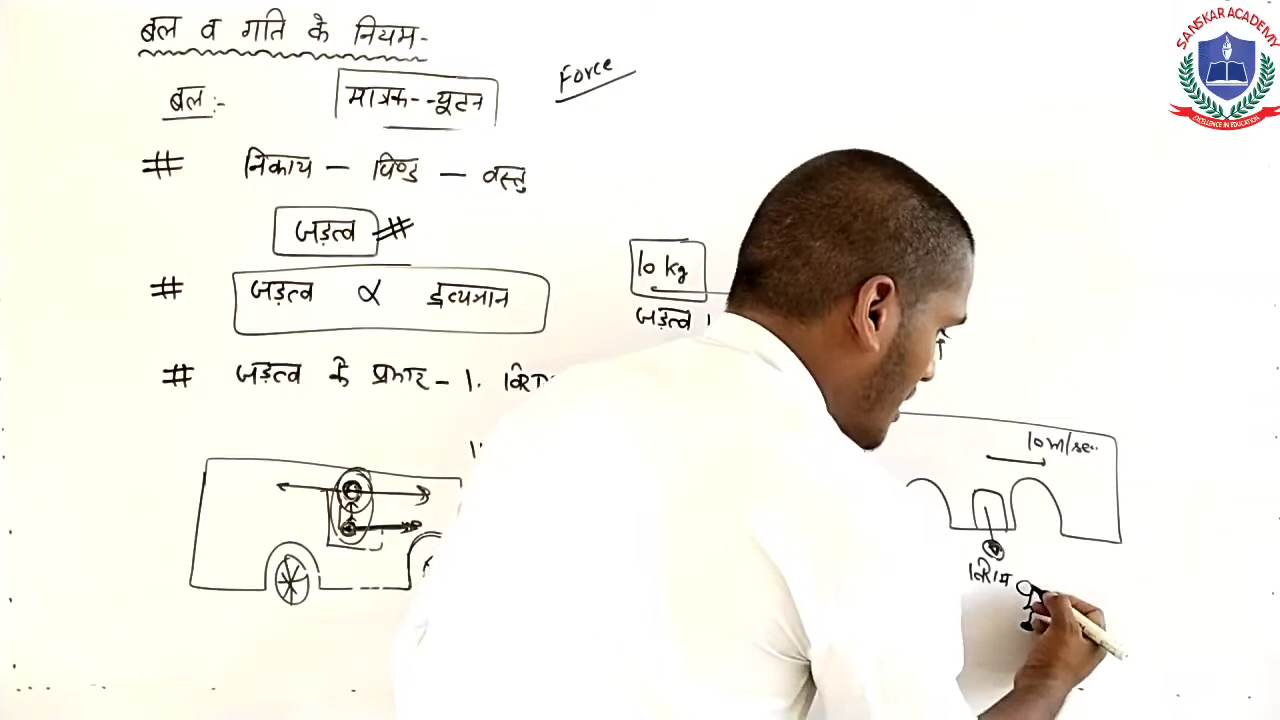 बल व गति के नियम-
बल :-
मात्रक - न्यूटन
Force
# निकाय - पिण्ड - वस्तु
जड़त्व #
# जड़त्व ∝ द्रव्यमान
10 kg
जड़त्व
# जड़त्व के प्रकार - 1.
10 m/sec
विराम
SANSKAR ACADEMY
EXCELLENCE IN EDUCATION